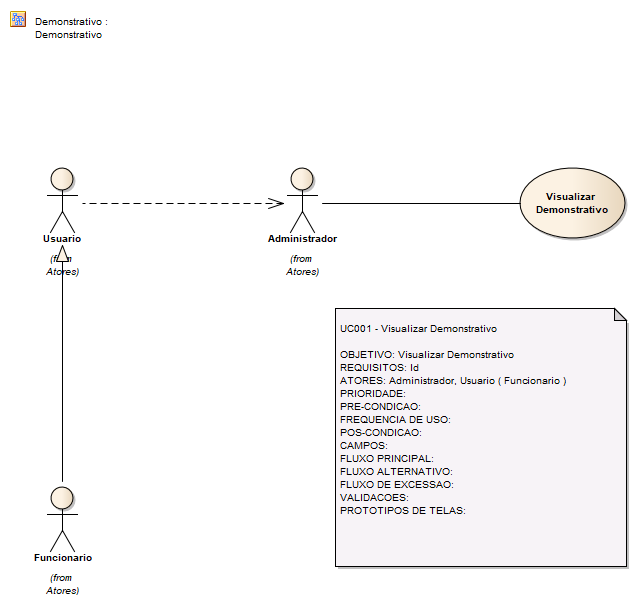 Demonstrativo :
Demonstrativo
Usuario
(from
Atores)
Administrador
(from
Atores)
Visualizar
Demonstrativo
UC001 - Visualizar Demonstrativo
OBJETIVO: Visualizar Demonstrativo
REQUISITOS: Id
ATORES: Administrador, Usuario ( Funcionario )
PRIORIDADE:
PRE-CONDICAO:
FREQUENCIA DE USO:
POS-CONDICAO:
CAMPOS:
FLUXO PRINCIPAL:
FLUXO ALTERNATIVO:
FLUXO DE EXCESSAO:
VALIDACOES:
PROTOTIPOS DE TELAS:
Funcionario
(from
Atores)